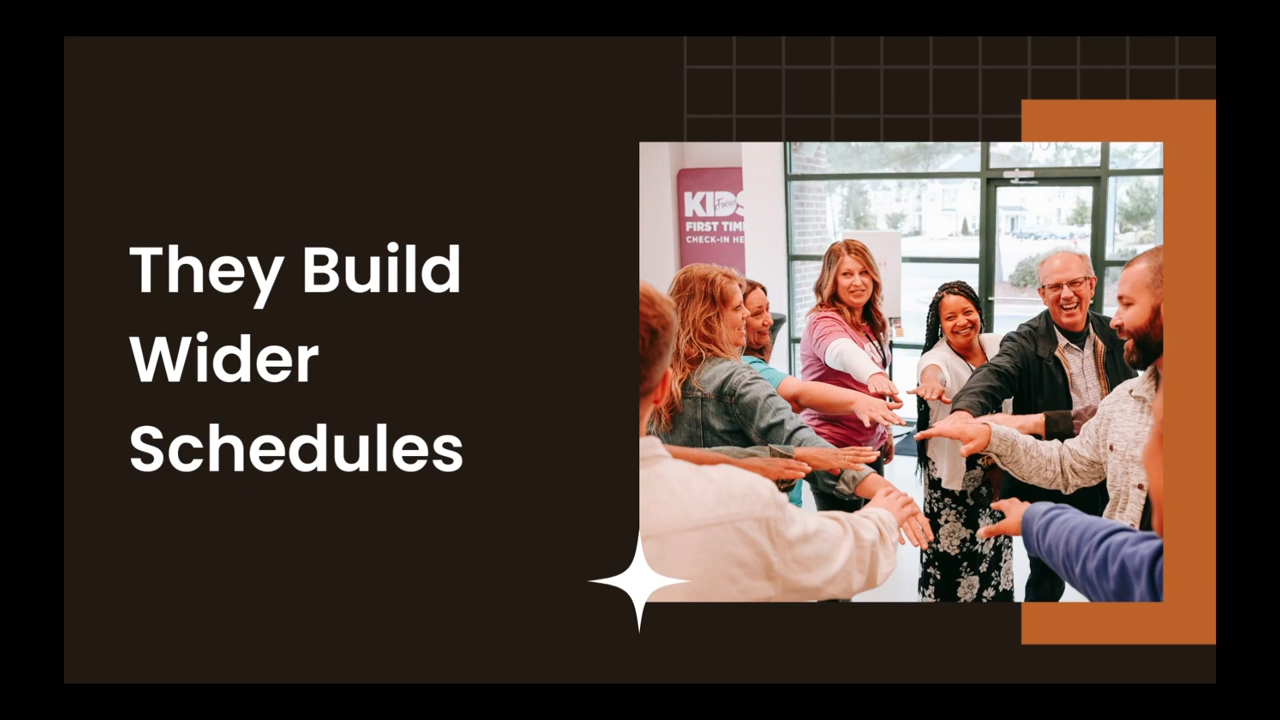 They Build
Wider
Schedules
KIDS
FIRST TIM
CHECK-IN HE